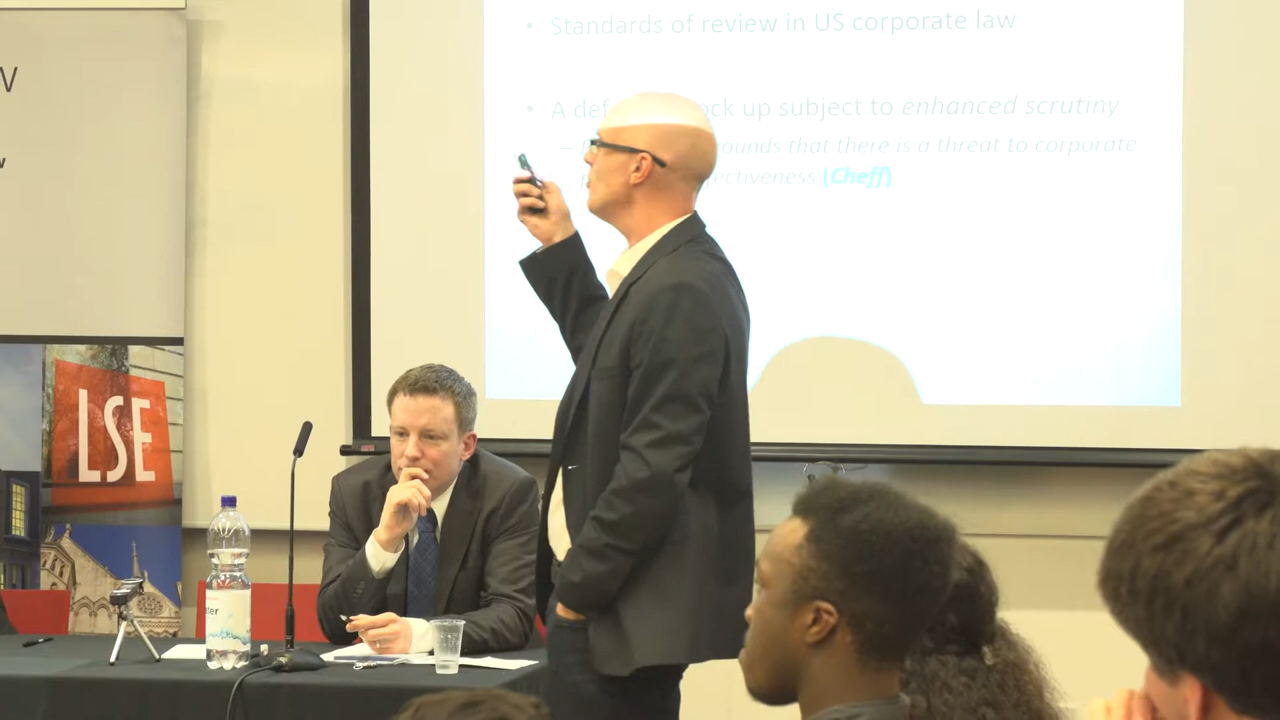 V
w
LSE
ter
• Standards of review in US corporate law
• A def ock up subject to enhanced scrutiny
– ounds that there is a threat to corporate
p ectiveness (Cheff)